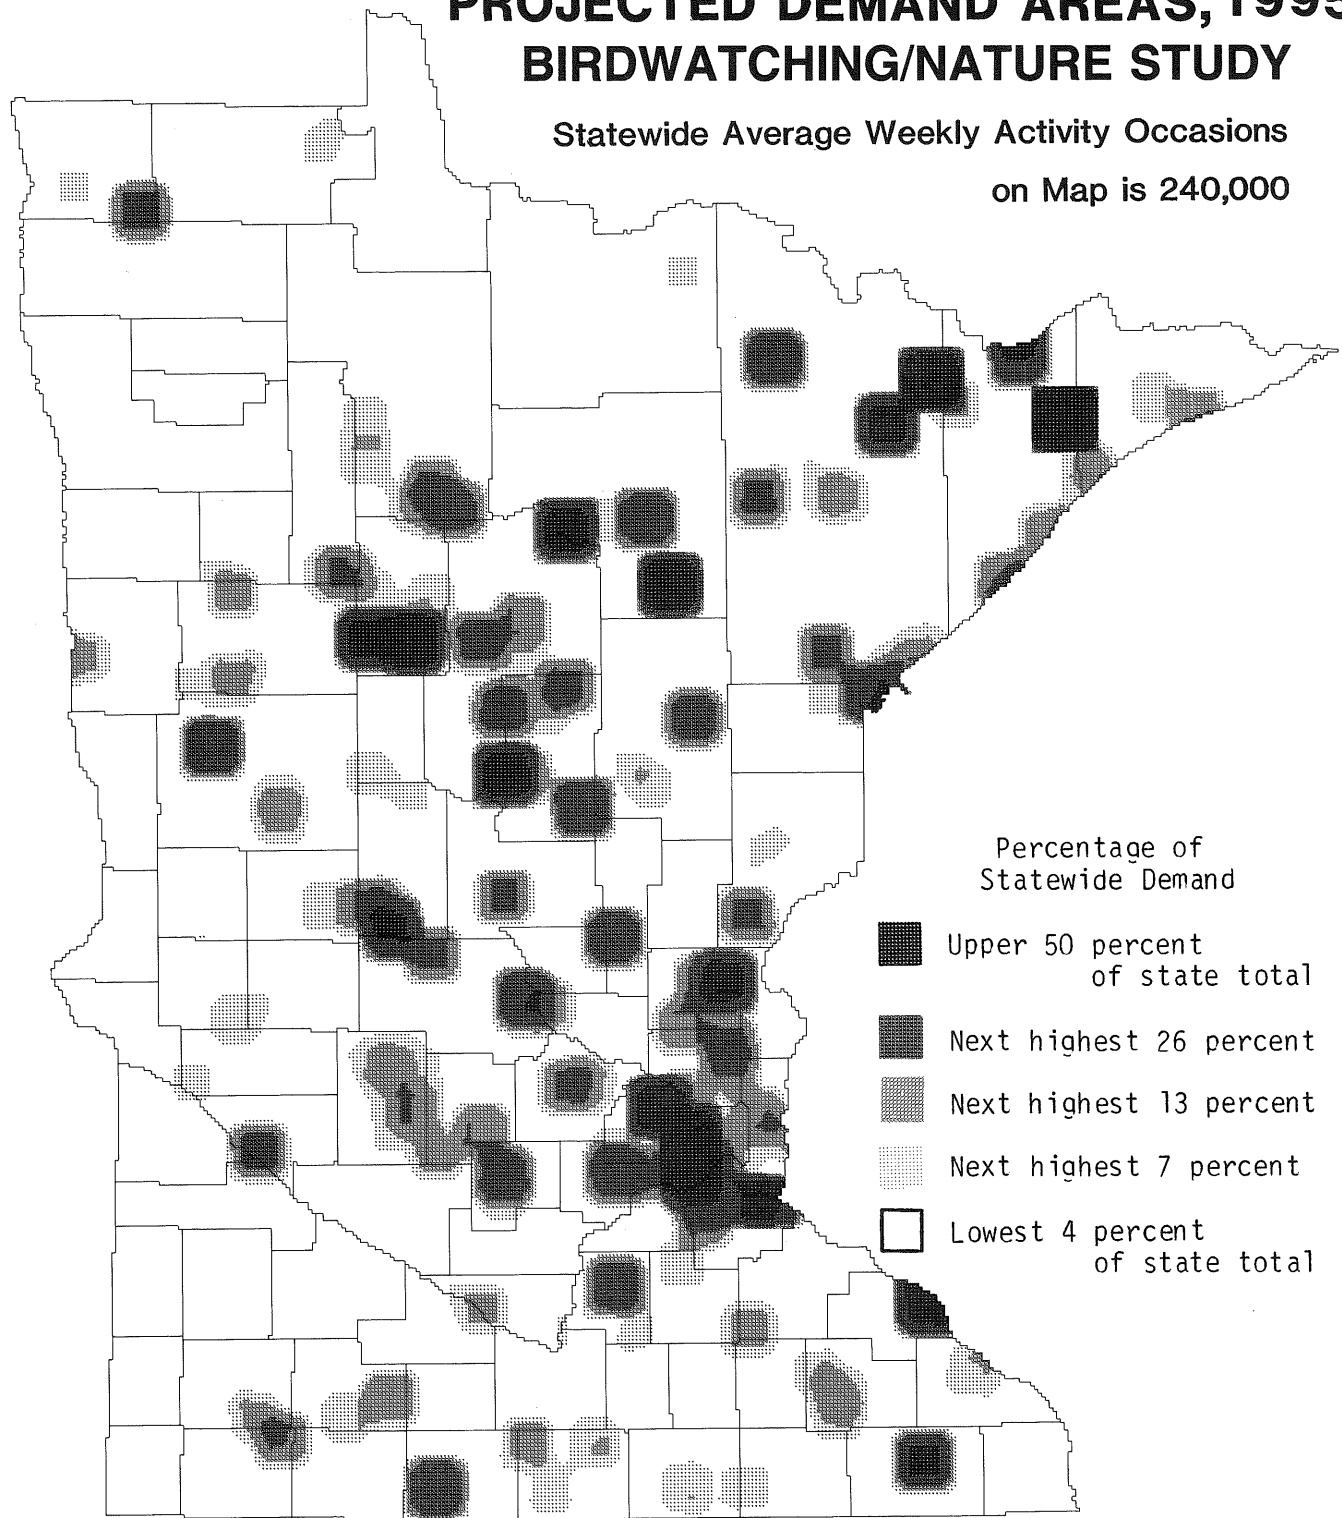 PROJECTED DEMAND AREAS, 1995
BIRDWATCHING/NATURE STUDY
Statewide Average Weekly Activity Occasions
on Map is 240,000
Percentage of
Statewide Demand
Upper 50 percent
of state total
Next highest 26 percent
Next highest 13 percent
Next highest 7 percent
Lowest 4 percent
of state total